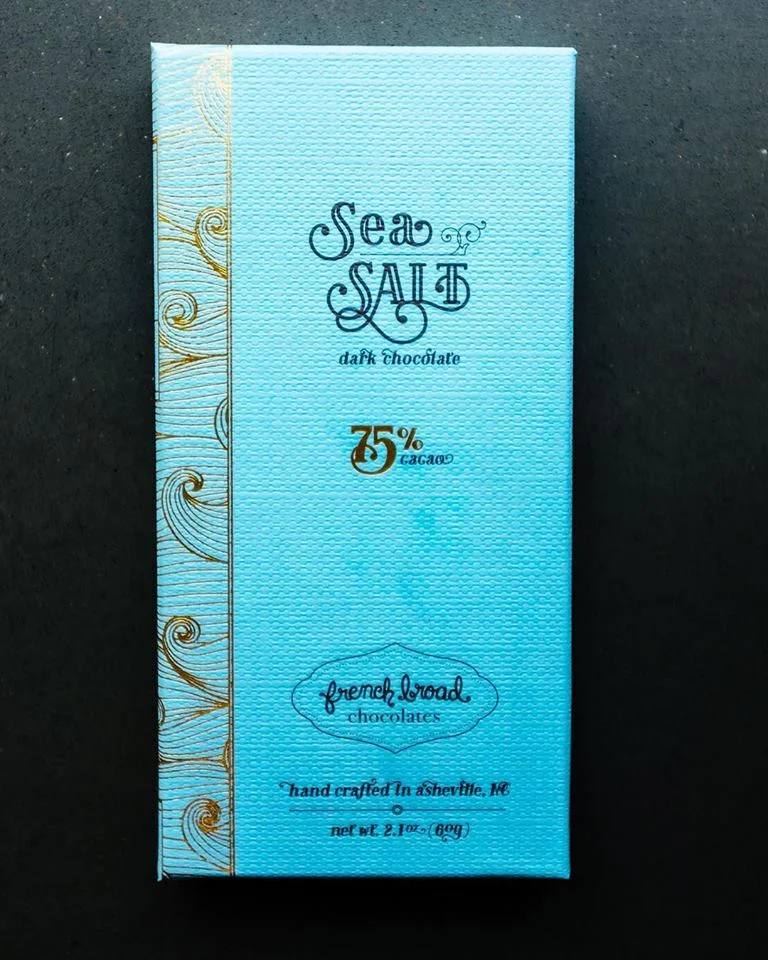 Sea
SALT
dark chocolate
75%
cacao
french broad
chocolates
hand crafted in asheville, NC
net wt. 2.1oz (60g)